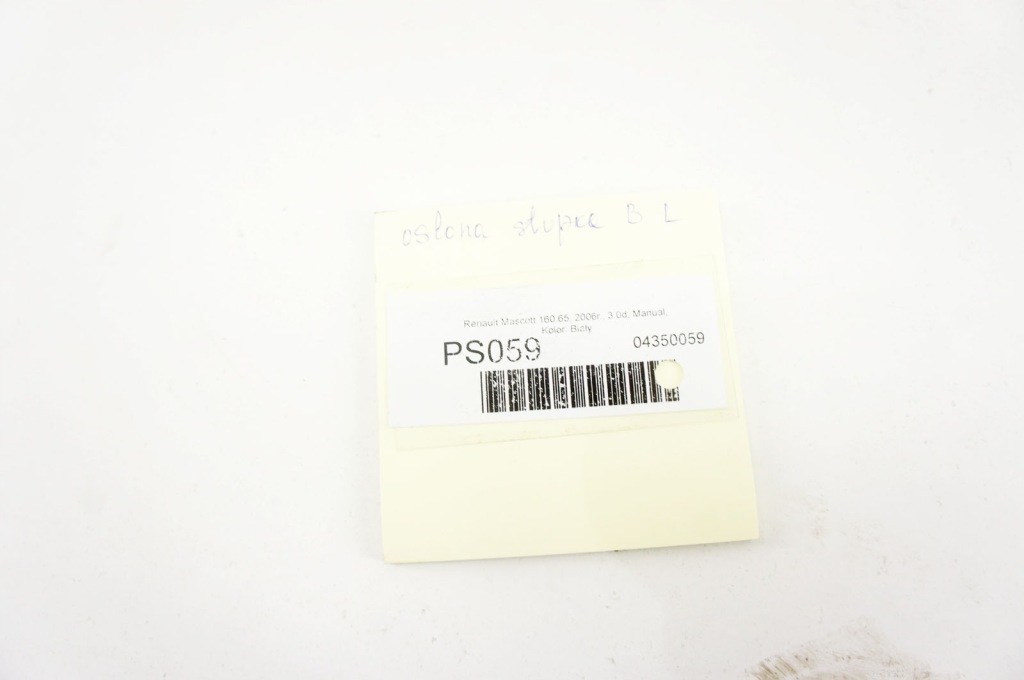 osłona słupka B L
Renault Mascott 160.65, 2006r., 3.0d, Manual,
Kolor: Biały
PS059
04350059